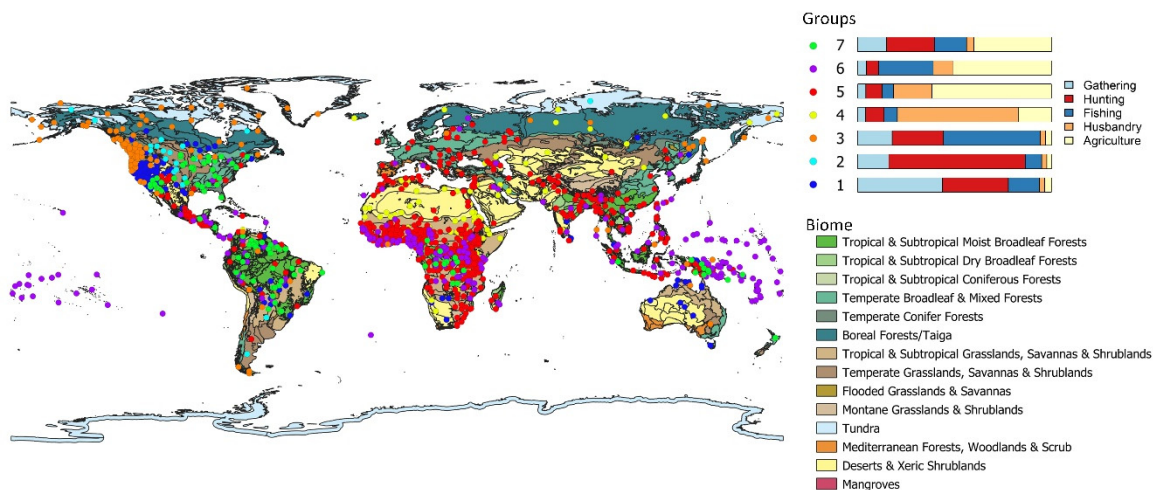 Groups
7
6
5
4
3
2
1
Gathering
Hunting
Fishing
Husbandry
Agriculture
Biome
Tropical & Subtropical Moist Broadleaf Forests
Tropical & Subtropical Dry Broadleaf Forests
Tropical & Subtropical Coniferous Forests
Temperate Broadleaf & Mixed Forests
Temperate Conifer Forests
Boreal Forests/Taiga
Tropical & Subtropical Grasslands, Savannas & Shrublands
Temperate Grasslands, Savannas & Shrublands
Flooded Grasslands & Savannas
Montane Grasslands & Shrublands
Tundra
Mediterranean Forests, Woodlands & Scrub
Deserts & Xeric Shrublands
Mangroves